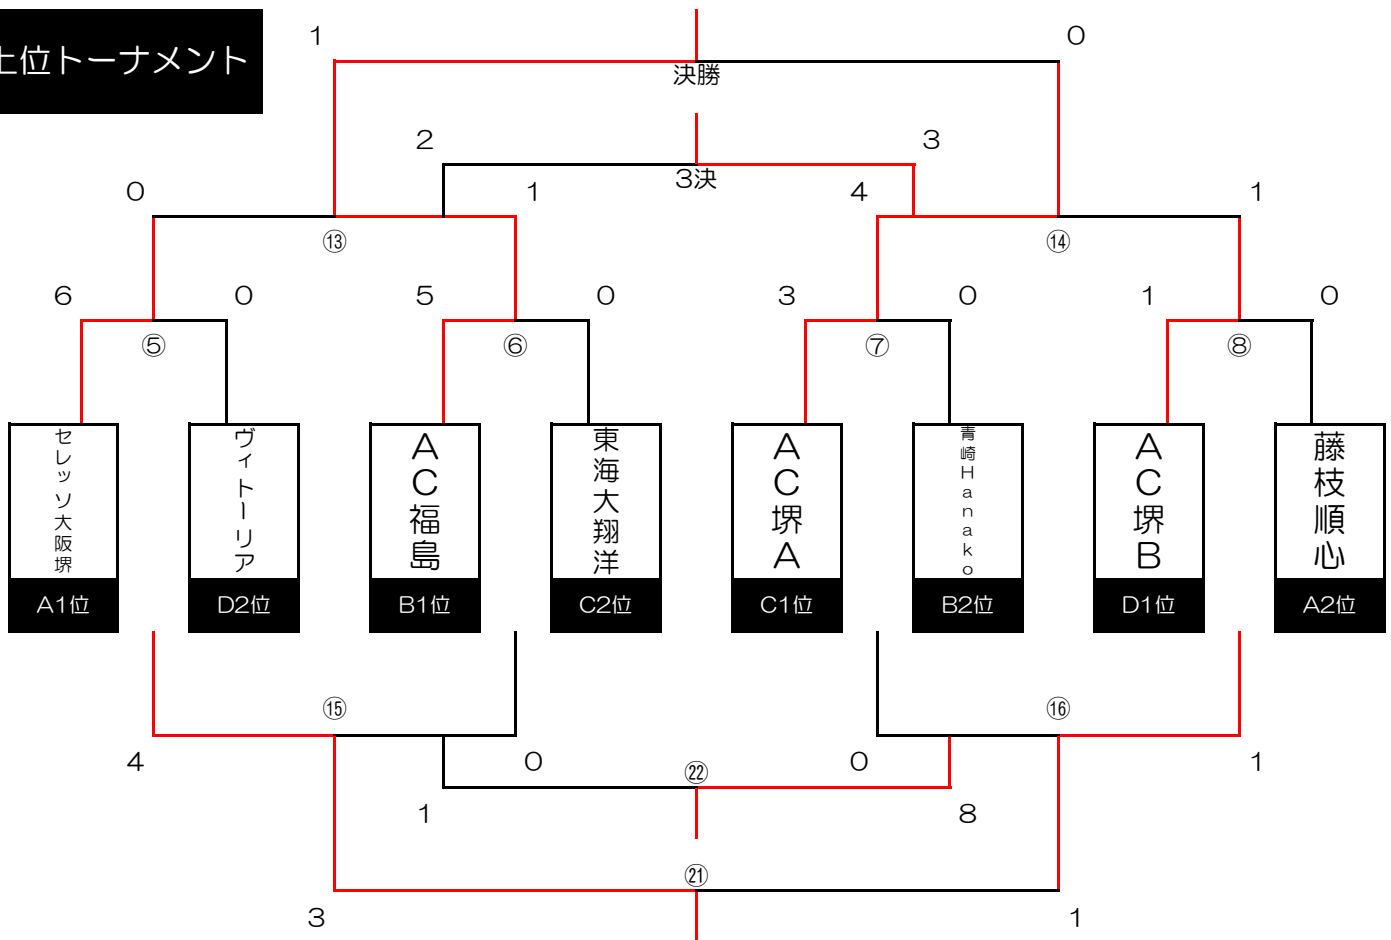 上位トーナメント
1
0
決勝
2
3
3決
0
1
4
1
⑬
⑭
6
0
5
0
3
0
1
0
⑤
⑥
⑦
⑧
セレッソ大阪堺
ヴィトーリア
AC福島
東海大翔洋
AC堺A
青崎Hanako
AC堺B
藤枝順心
A1位
D2位
B1位
C2位
C1位
B2位
D1位
A2位
⑮
⑯
4
0
㉒
0
1
1
8
㉑
3
1